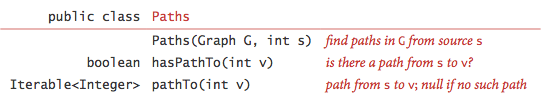 public class Paths
Paths(Graph G, int s) find paths in G from source s
boolean hasPathTo(int v) is there a path from s to v?
Iterable<Integer> pathTo(int v) path from s to v; null if no such path